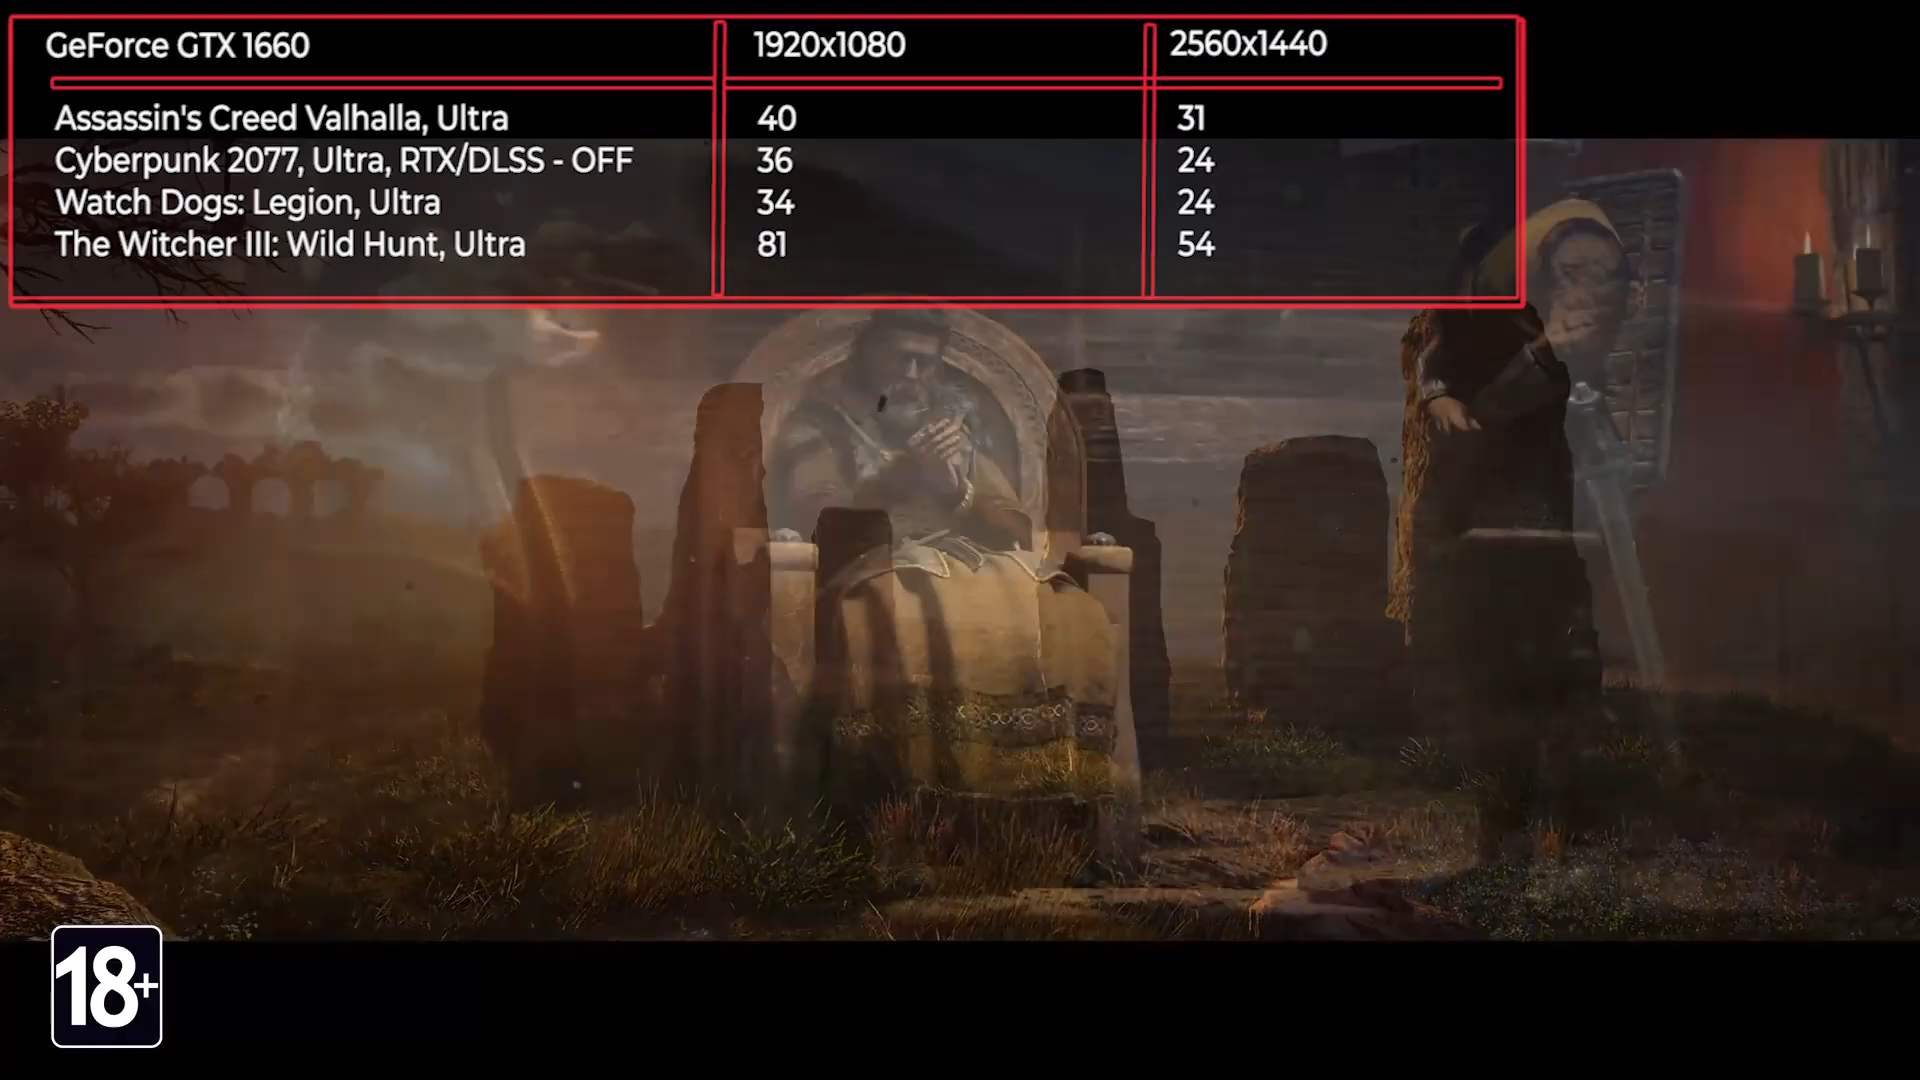 GeForce GTX 1660 1920x1080 2560x1440
Assassin's Creed Valhalla, Ultra 40 31
Cyberpunk 2077, Ultra, RTX/DLSS - OFF 36 24
Watch Dogs: Legion, Ultra 34 24
The Witcher III: Wild Hunt, Ultra 81 54
18+